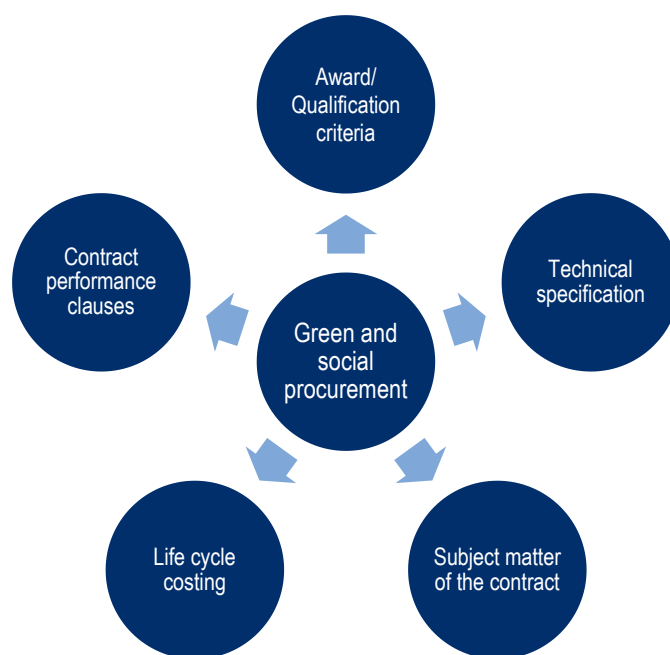 Award/
Qualification
criteria
Contract
performance
clauses
Technical
specification
Green and
social
procurement
Life cycle
costing
Subject matter
of the contract